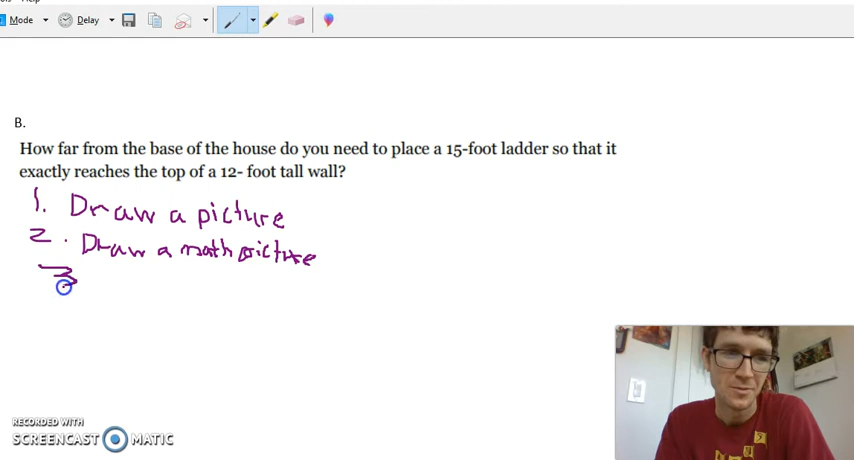 Mode Delay
B.
How far from the base of the house do you need to place a 15-foot ladder so that it
exactly reaches the top of a 12- foot tall wall?
1. Draw a picture
2. Draw a math picture
3
RECORDED WITH
SCREENCAST MATIC